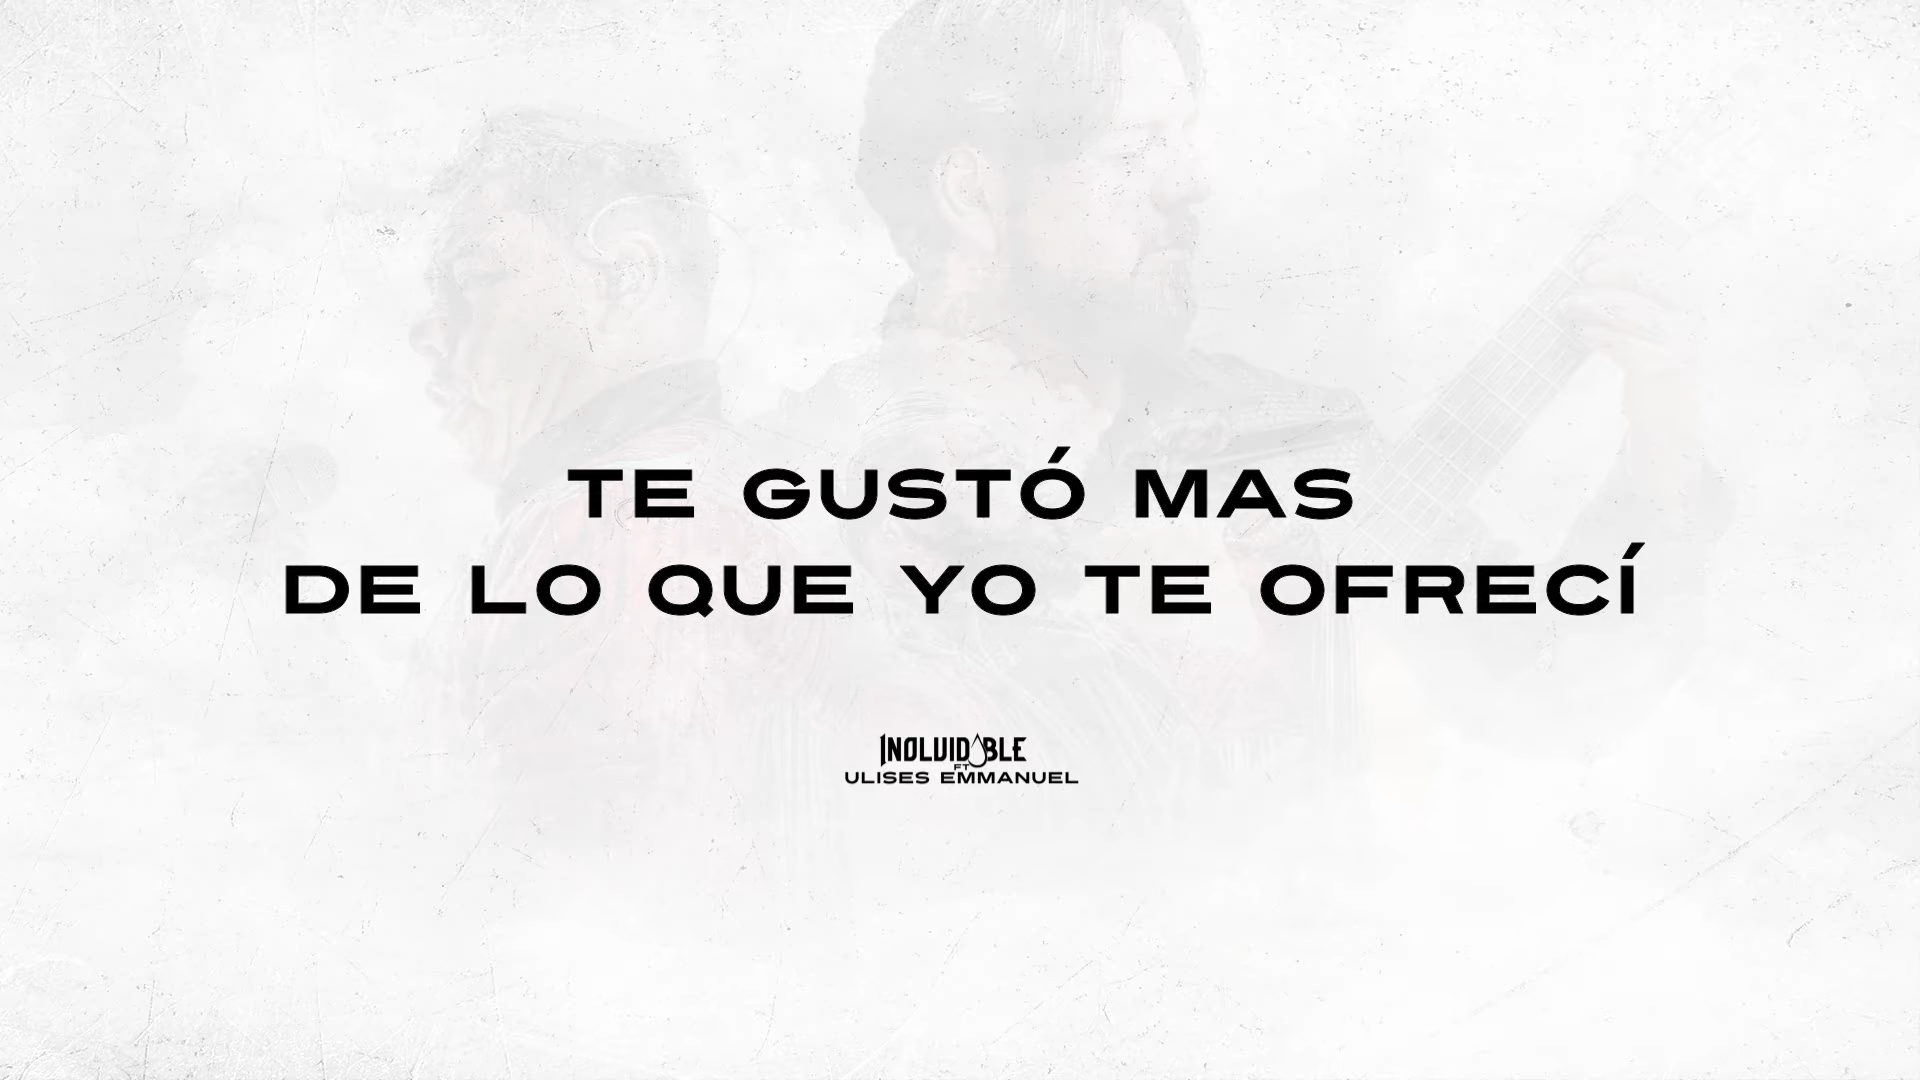 TE GUSTÓ MAS
DE LO QUE YO TE OFRECÍ
INOLVIDABLE
FT
ULISES EMMANUEL